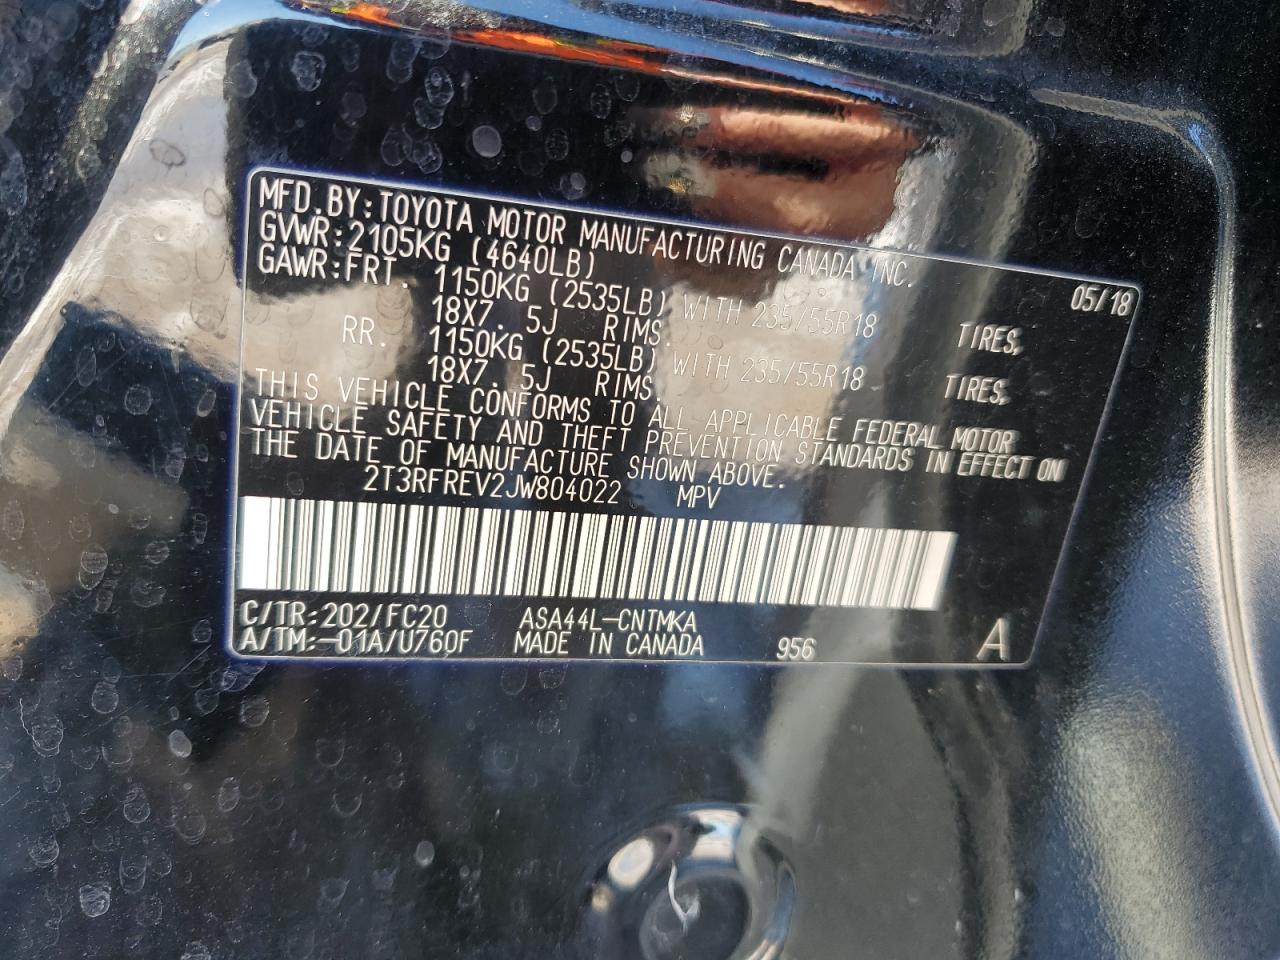 MFD.BY:TOYOTA MOTOR MANUFACTURING CANADA INC.
GVWR:2105KG (4640LB) 05/18
GAWR:FRT. 1150KG (2535LB) WITH 235/55R18 TIRES,
18X7. 5J RIMS.
RR. 1150KG (2535LB) WITH 235/55R18 TIRES,
18X7. 5J RIMS.
THIS VEHICLE CONFORMS TO ALL APPLICABLE FEDERAL MOTOR
VEHICLE SAFETY AND THEFT PREVENTION STANDARDS IN EFFECT ON
THE DATE OF MANUFACTURE SHOWN ABOVE.
2T3RFREV2JW804022 MPV
C/TR:202/FC20 ASA44L-CNTMKA
A/TM:-01A/U760F MADE IN CANADA 956 A